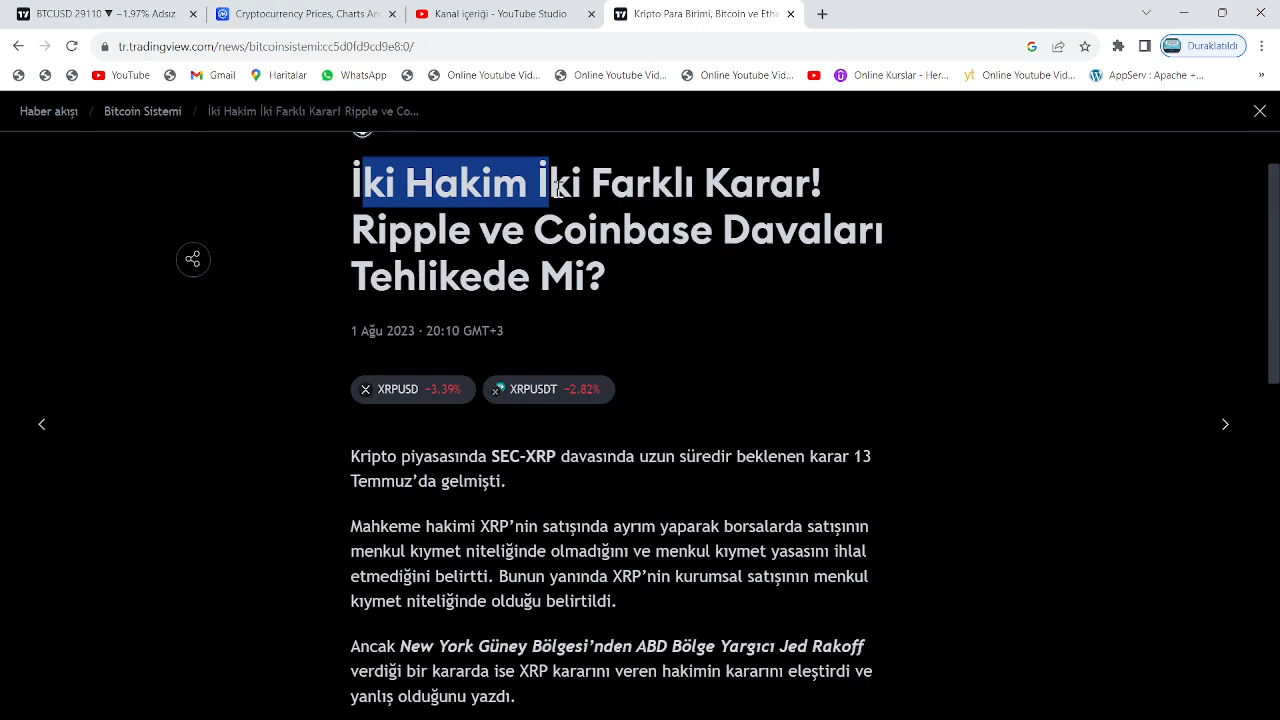 BTCUSD 29110 ▼ −1.97% Adsız
Cryptocurrency Prices, Charts An
Kanal içeriği - YouTube Studio
Kripto Para Birimi, Bitcoin ve Ethe
tr.tradingview.com/news/bitcoinsistemi:cc5d0fd9cd9e8:0/
Duraklatıldı
YouTube
Gmail
Haritalar
WhatsApp
Online Youtube Vid...
Online Youtube Vid...
Online Youtube Vid...
Online Kurslar - Her...
yt Online Youtube Vid...
AppServ : Apache +...
»
Haber akışı / Bitcoin Sistemi / İki Hakim İki Farklı Karar! Ripple ve Co...
İki Hakim İki Farklı Karar!
Ripple ve Coinbase Davaları
Tehlikede Mi?
1 Ağu 2023 · 20:10 GMT+3
XRPUSD −3.39%
XRPUSDT −2.82%
Kripto piyasasında SEC-XRP davasında uzun süredir beklenen karar 13
Temmuz’da gelmişti.
Mahkeme hakimi XRP’nin satışında ayrım yaparak borsalarda satışının
menkul kıymet niteliğinde olmadığını ve menkul kıymet yasasını ihlal
etmediğini belirtti. Bunun yanında XRP’nin kurumsal satışının menkul
kıymet niteliğinde olduğu belirtildi.
Ancak New York Güney Bölgesi’nden ABD Bölge Yargıcı Jed Rakoff
verdiği bir kararda ise XRP kararını veren hakimin kararını eleştirdi ve
yanlış olduğunu yazdı.